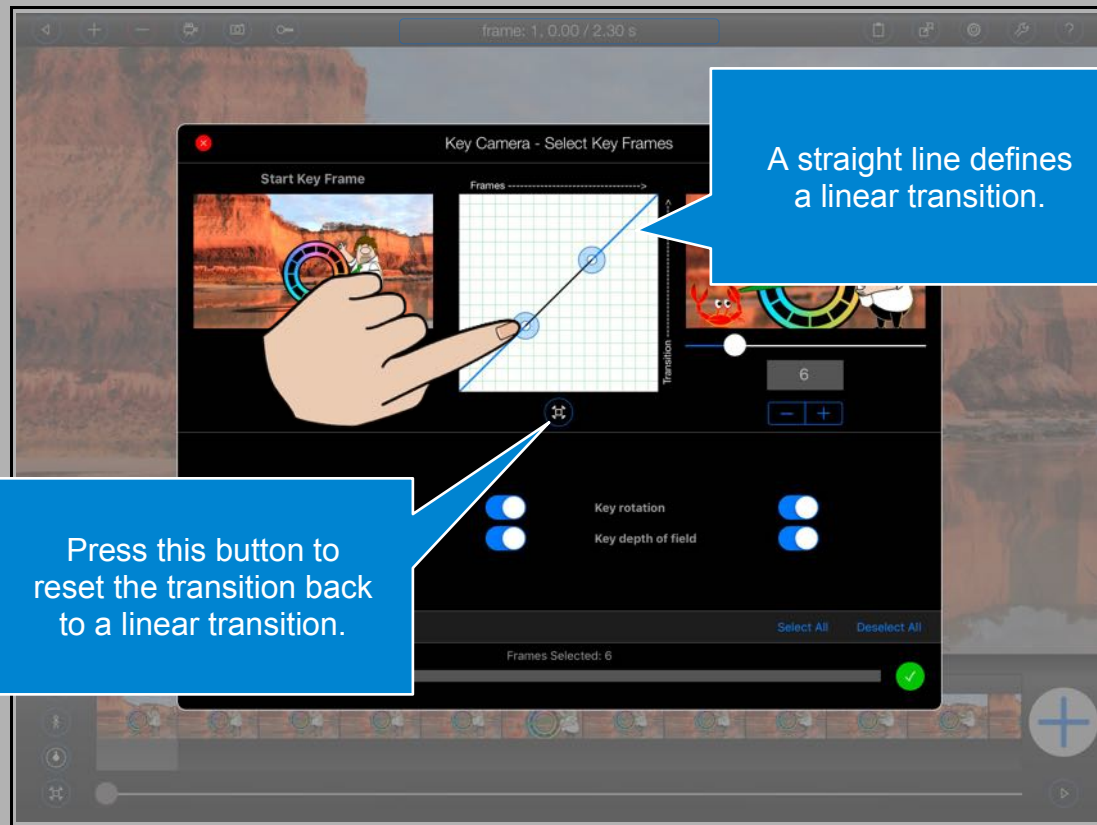 frame: 1, 0.00 / 2.30 s
?
Key Camera - Select Key Frames
A straight line defines
a linear transition.
Start Key Frame
Frames ---------------------------------->
Transition ---------------------------------->
6
− +
Press this button to
reset the transition back
to a linear transition.
Key rotation
Key depth of field
Select All Deselect All
Frames Selected: 6